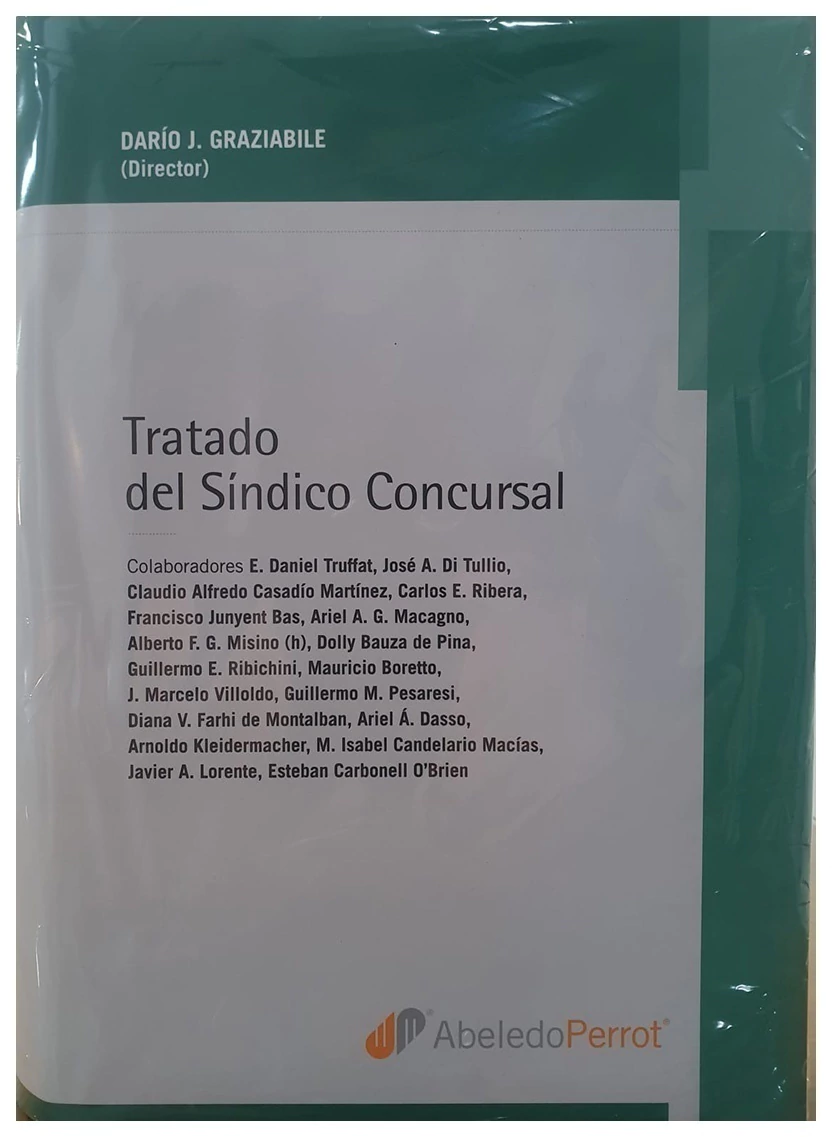 DARÍO J. GRAZIABILE
(Director)
Tratado
del Síndico Concursal
Colaboradores E. Daniel Truffat, José A. Di Tullio,
Claudio Alfredo Casadío Martínez, Carlos E. Ribera,
Francisco Junyent Bas, Ariel A. G. Macagno,
Alberto F. G. Misino (h), Dolly Bauza de Pina,
Guillermo E. Ribichini, Mauricio Boretto,
J. Marcelo Villoldo, Guillermo M. Pesaresi,
Diana V. Farhi de Montalban, Ariel Á. Dasso,
Arnoldo Kleidermacher, M. Isabel Candelario Macías,
Javier A. Lorente, Esteban Carbonell O'Brien
® AbeledoPerrot®